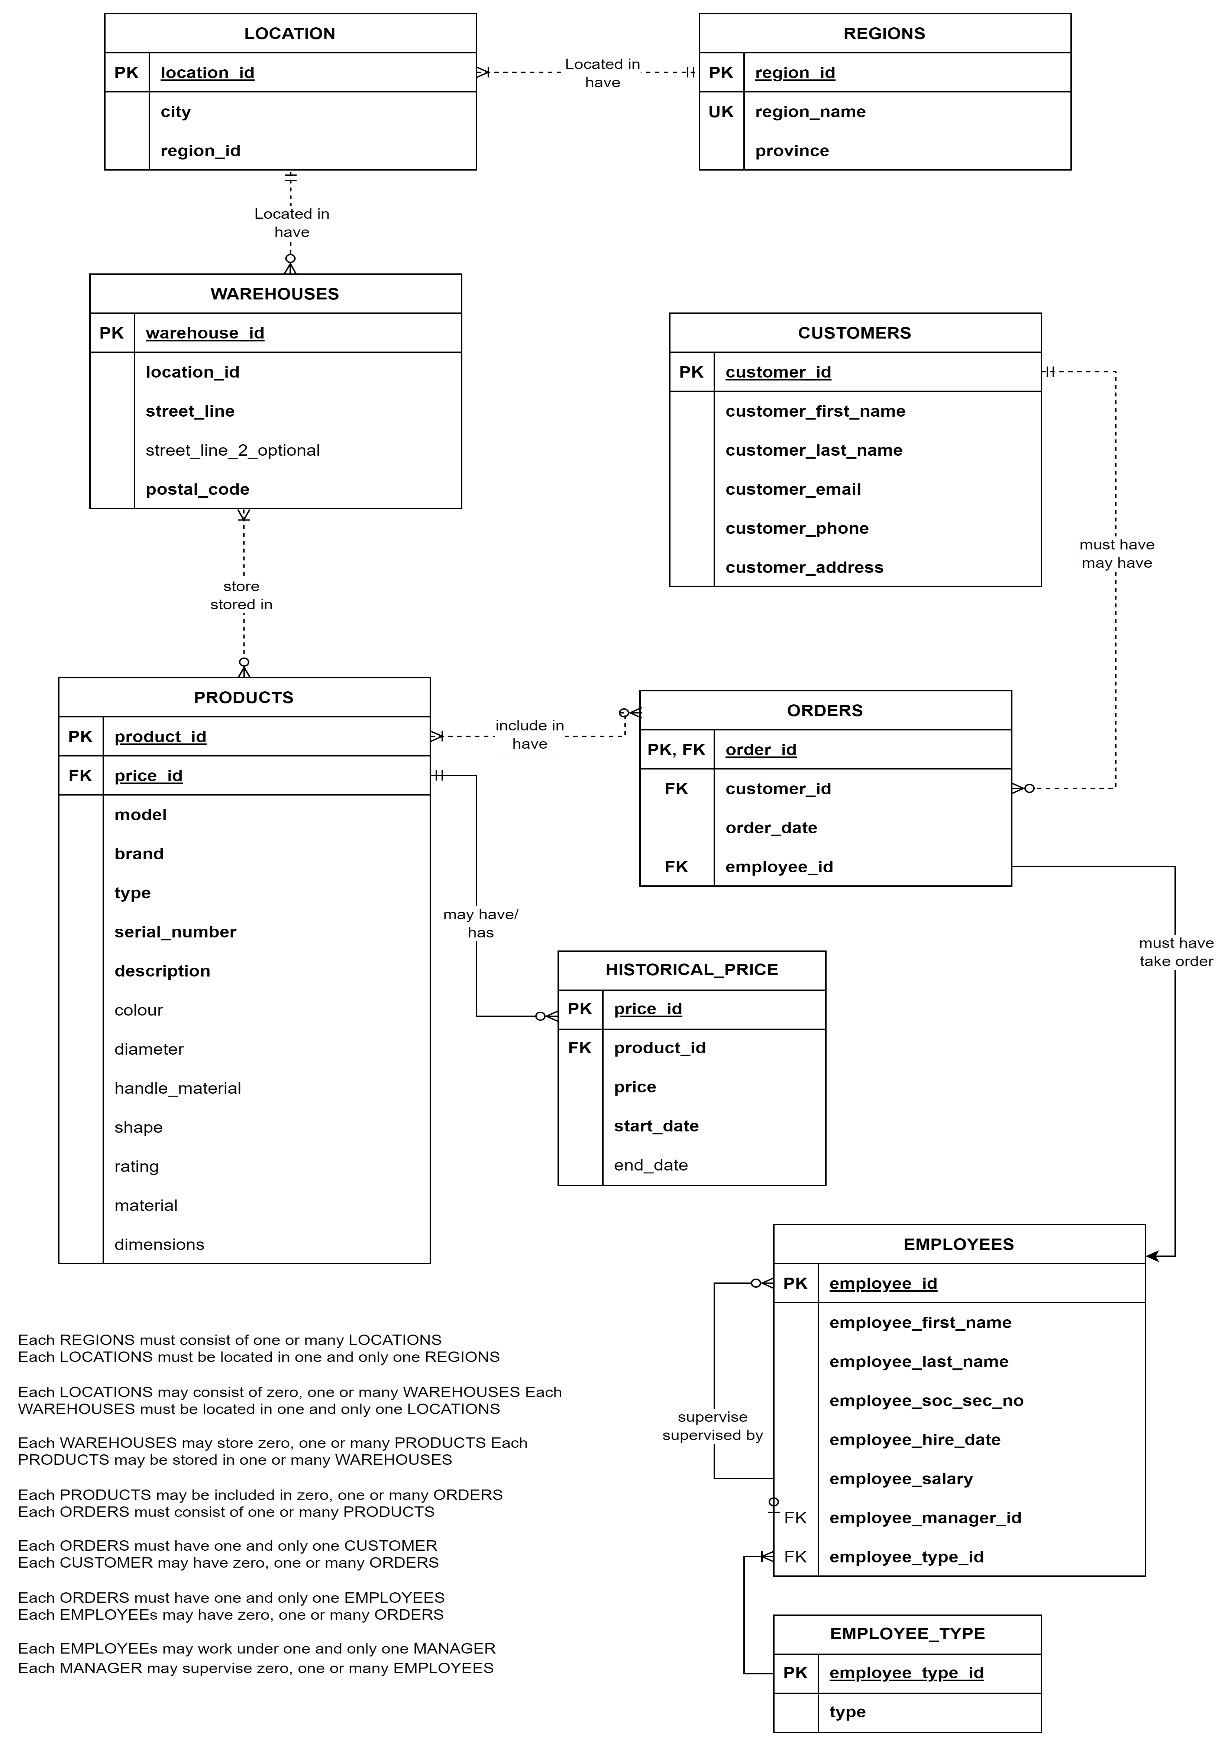 LOCATION
PK location_id
city
region_id
REGIONS
PK region_id
UK region_name
province
Located in
have
Located in
have
WAREHOUSES
PK warehouse_id
location_id
street_line
street_line_2_optional
postal_code
CUSTOMERS
PK customer_id
customer_first_name
customer_last_name
customer_email
customer_phone
customer_address
must have
may have
store
stored in
PRODUCTS
PK product_id
FK price_id
model
brand
type
serial_number
description
colour
diameter
handle_material
shape
rating
material
dimensions
include in
have
ORDERS
PK, FK order_id
FK customer_id
order_date
FK employee_id
may have/
has
must have
take order
HISTORICAL_PRICE
PK price_id
FK product_id
price
start_date
end_date
EMPLOYEES
PK employee_id
employee_first_name
employee_last_name
employee_soc_sec_no
employee_hire_date
employee_salary
FK employee_manager_id
FK employee_type_id
supervise
supervised by
EMPLOYEE_TYPE
PK employee_type_id
type
Each REGIONS must consist of one or many LOCATIONS
Each LOCATIONS must be located in one and only one REGIONS
Each LOCATIONS may consist of zero, one or many WAREHOUSES Each
WAREHOUSES must be located in one and only one LOCATIONS
Each WAREHOUSES may store zero, one or many PRODUCTS Each
PRODUCTS may be stored in one or many WAREHOUSES
Each PRODUCTS may be included in zero, one or many ORDERS
Each ORDERS must consist of one or many PRODUCTS
Each ORDERS must have one and only one CUSTOMER
Each CUSTOMER may have zero, one or many ORDERS
Each ORDERS must have one and only one EMPLOYEES
Each EMPLOYEEs may have zero, one or many ORDERS
Each EMPLOYEEs may work under one and only one MANAGER
Each MANAGER may supervise zero, one or many EMPLOYEES